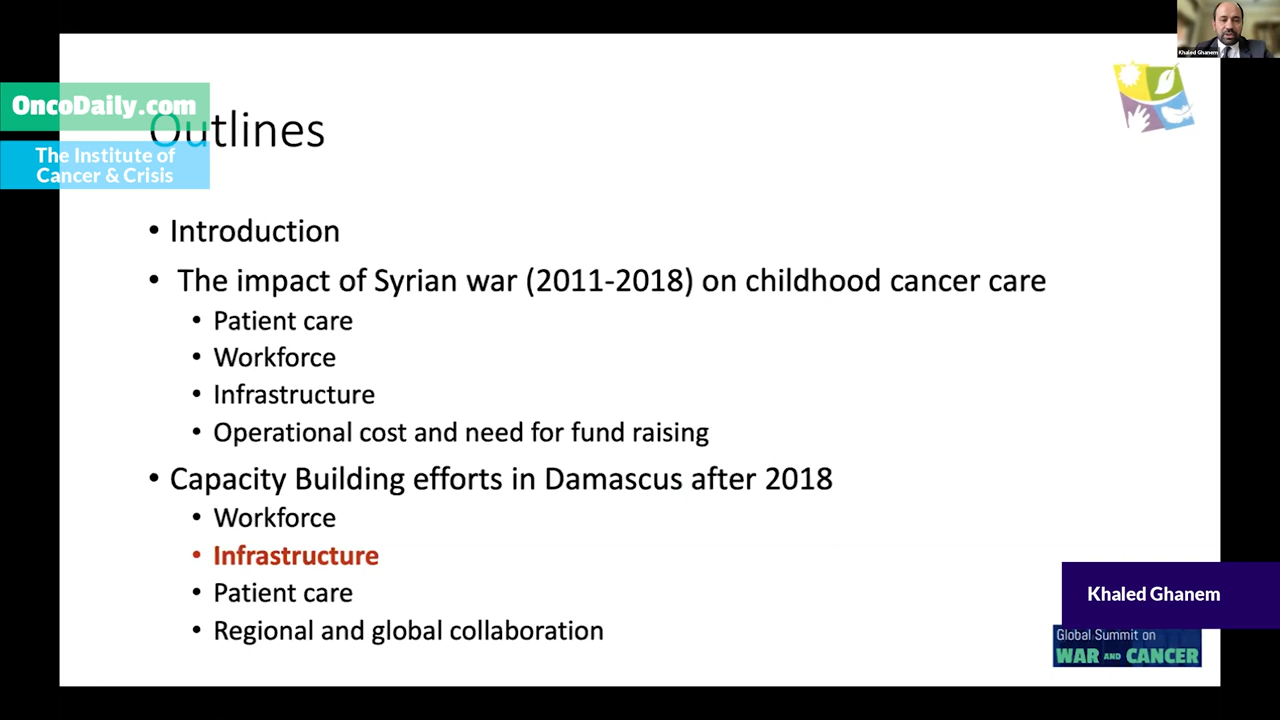 Khaled Ghanem
OncoDaily.com
The Institute of
Cancer & Crisis
Outlines
• Introduction
• The impact of Syrian war (2011-2018) on childhood cancer care
• Patient care
• Workforce
• Infrastructure
• Operational cost and need for fund raising
• Capacity Building efforts in Damascus after 2018
• Workforce
• Infrastructure
• Patient care
• Regional and global collaboration
Khaled Ghanem
Global Summit on
WAR AND CANCER